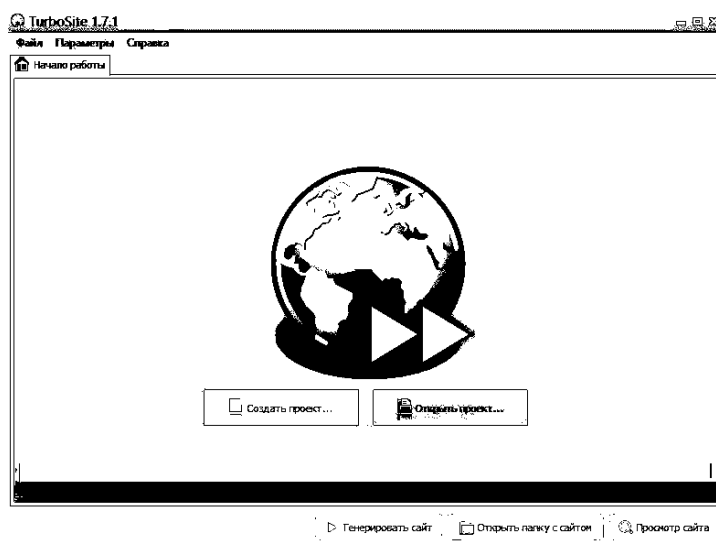 TurboSite 1.7.1
Файл Параметры Справка
Начало работы
Создать проект... Открыть проект...
Генерировать сайт Открыть папку с сайтом Просмотр сайта